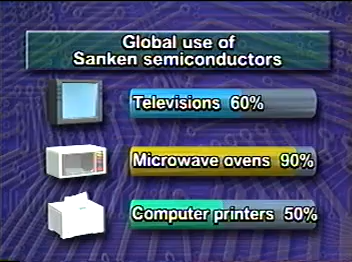 Global use of
Sanken semiconductors
Televisions 60%
Microwave ovens 90%
Computer printers 50%